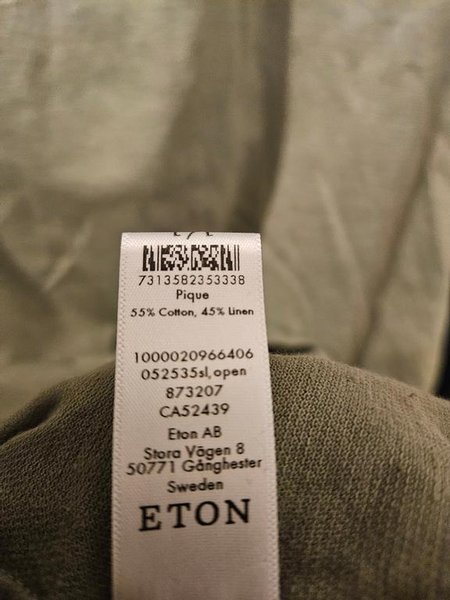 7313582353338
Pique
55% Cotton, 45% Linen
1000020966406
052535sl,open
873207
CA52439
Eton AB
Stora Vägen 8
50771 Gånghester
Sweden
ETON